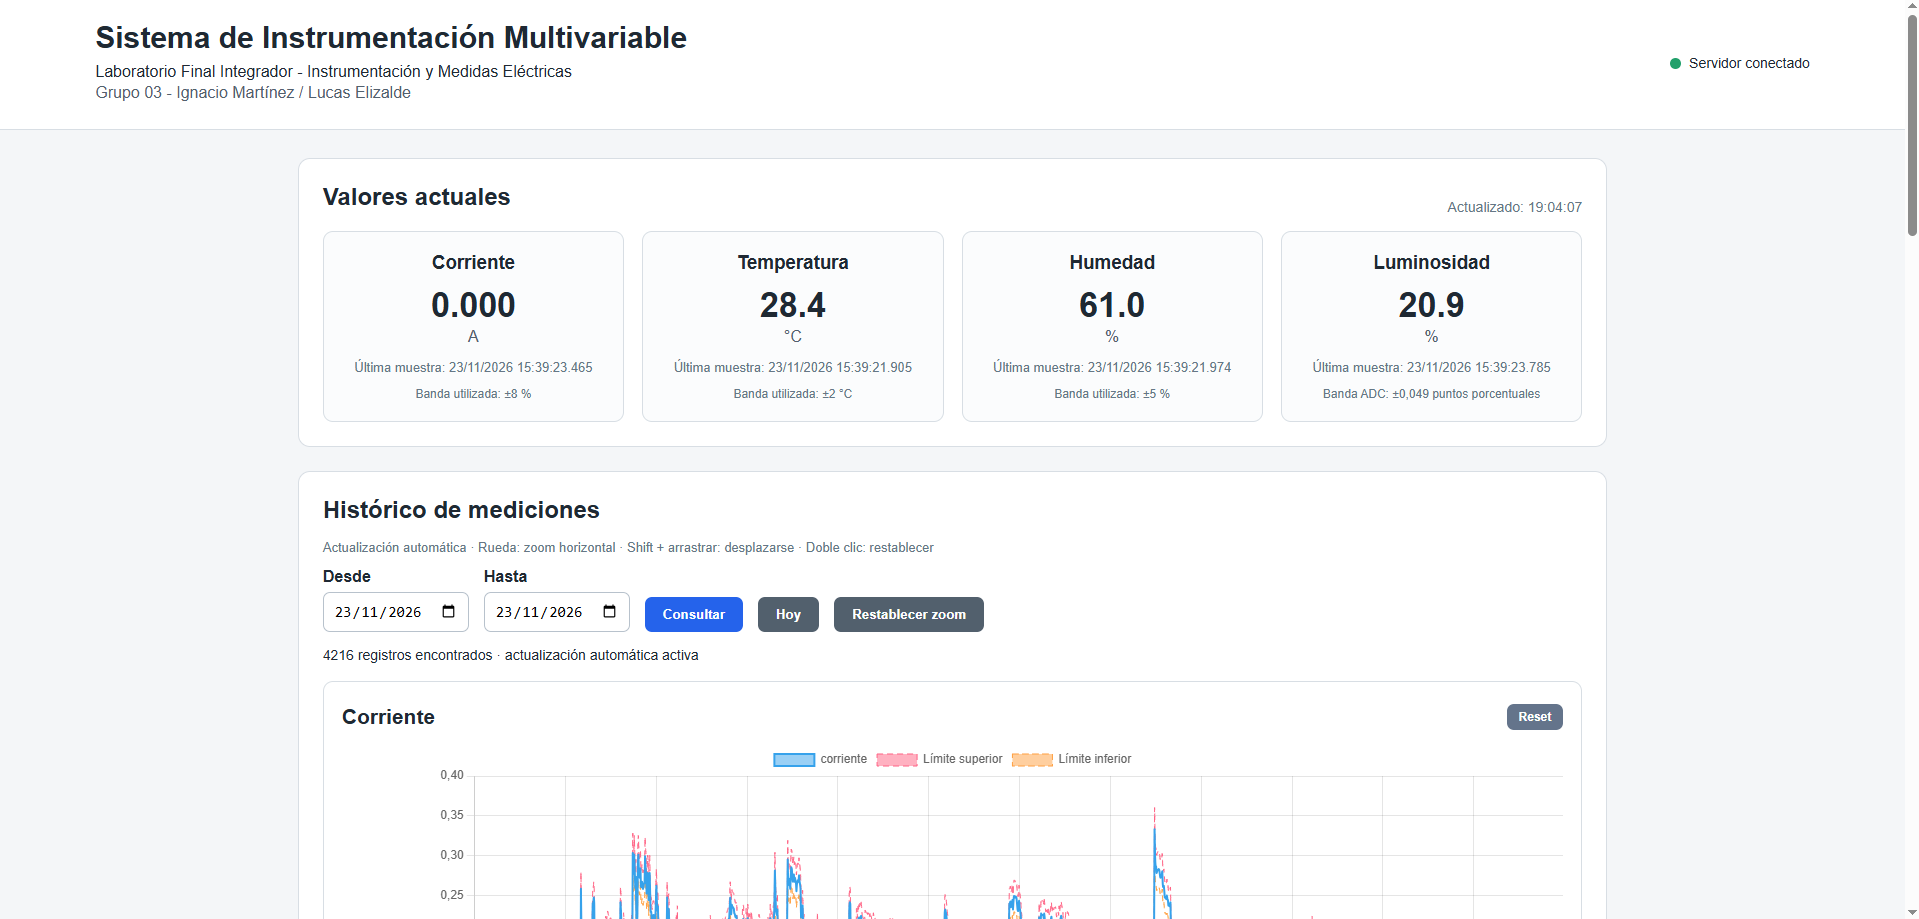 Sistema de Instrumentación Multivariable
Laboratorio Final Integrador - Instrumentación y Medidas Eléctricas
Grupo 03 - Ignacio Martínez / Lucas Elizalde
Servidor conectado
Valores actuales
Actualizado: 19:04:07
Corriente
0.000
A
Última muestra: 23/11/2026 15:39:23.465
Banda utilizada: ±8 %
Temperatura
28.4
°C
Última muestra: 23/11/2026 15:39:21.905
Banda utilizada: ±2 °C
Humedad
61.0
%
Última muestra: 23/11/2026 15:39:21.974
Banda utilizada: ±5 %
Luminosidad
20.9
%
Última muestra: 23/11/2026 15:39:23.785
Banda ADC: ±0,049 puntos porcentuales
Histórico de mediciones
Actualización automática · Rueda: zoom horizontal · Shift + arrastrar: desplazarse · Doble clic: restablecer
Desde
23/11/2026
Hasta
23/11/2026
Consultar
Hoy
Restablecer zoom
4216 registros encontrados · actualización automática activa
Corriente
Reset
corriente
Límite superior
Límite inferior
0,40
0,35
0,30
0,25